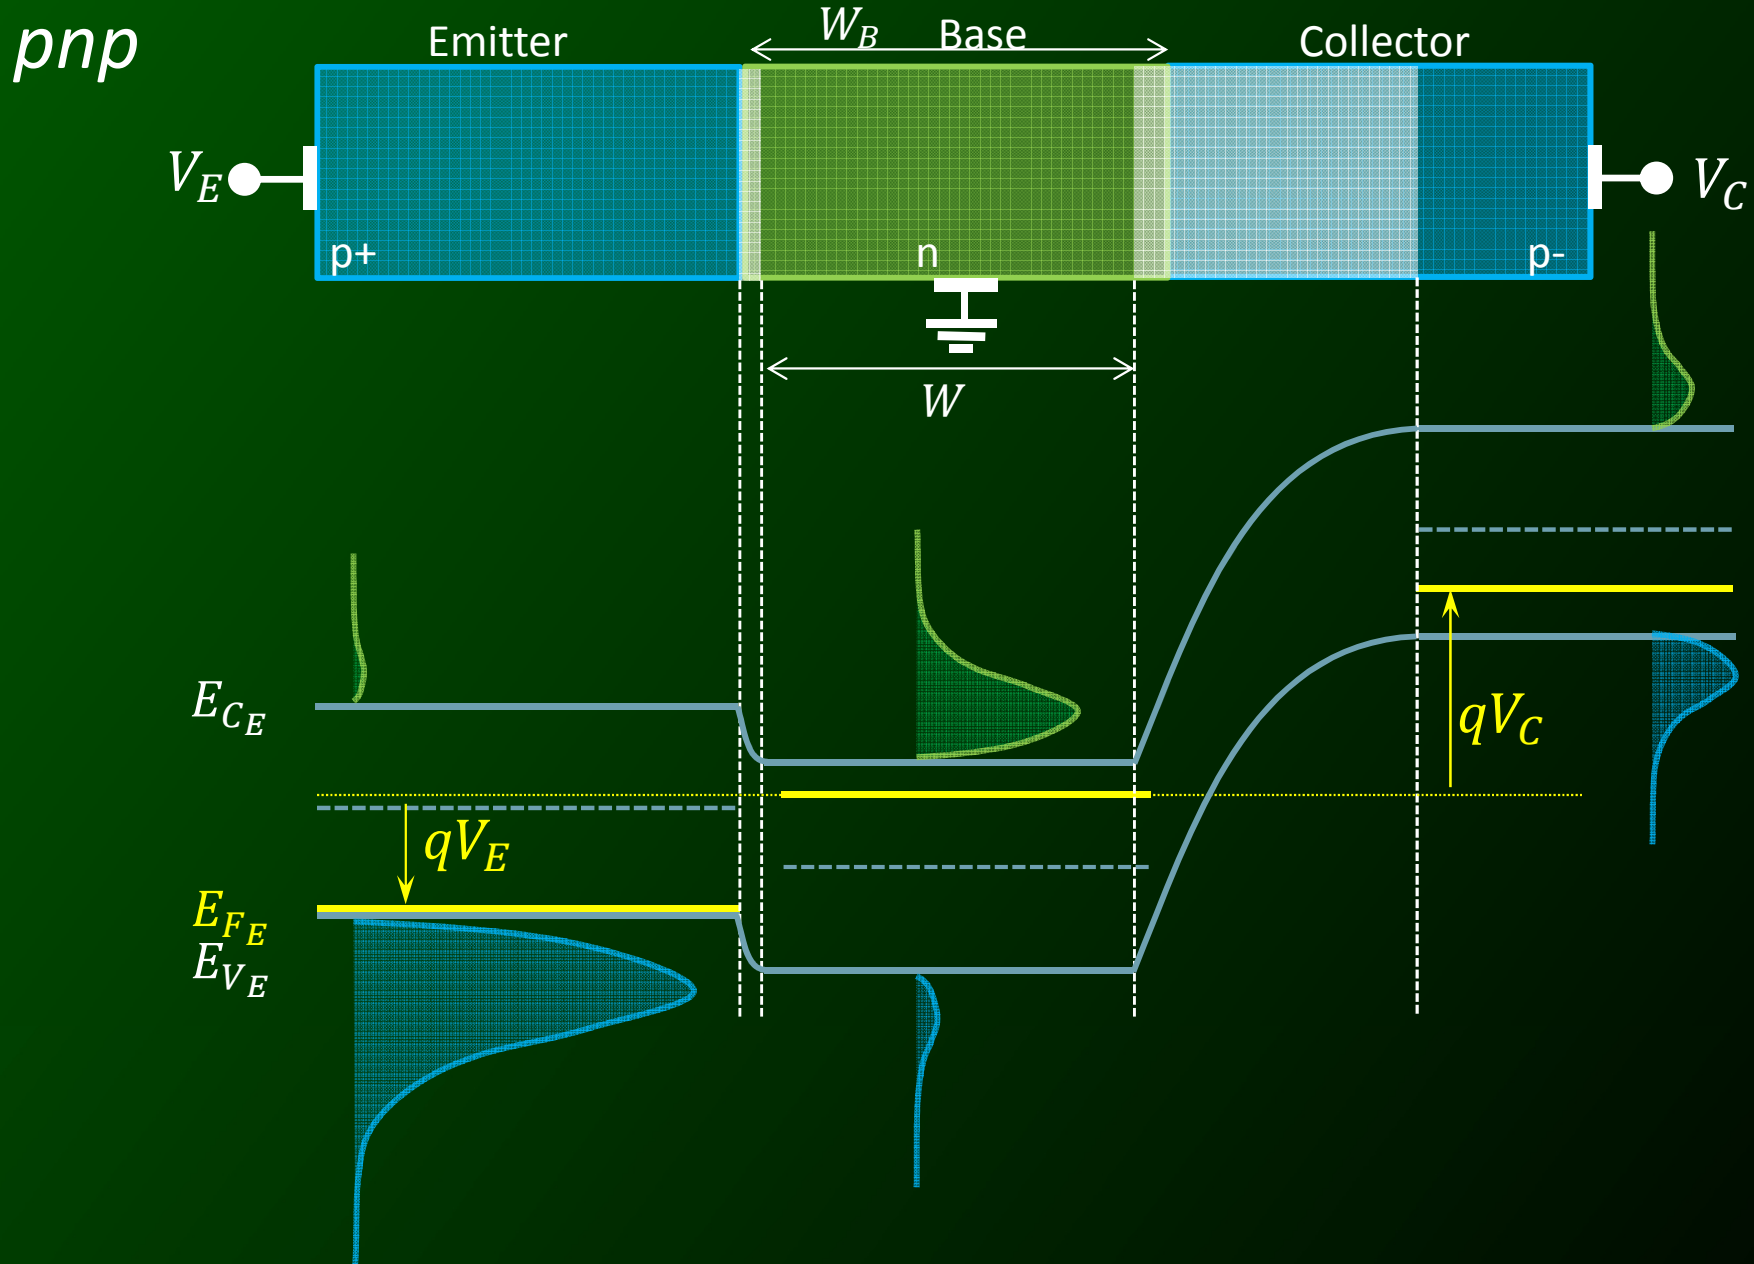 pnp
Emitter
W_B
Base
Collector
V_E
V_C
p+
n
p-
W
E_{C_E}
qV_E
qV_C
E_{F_E}
E_{V_E}